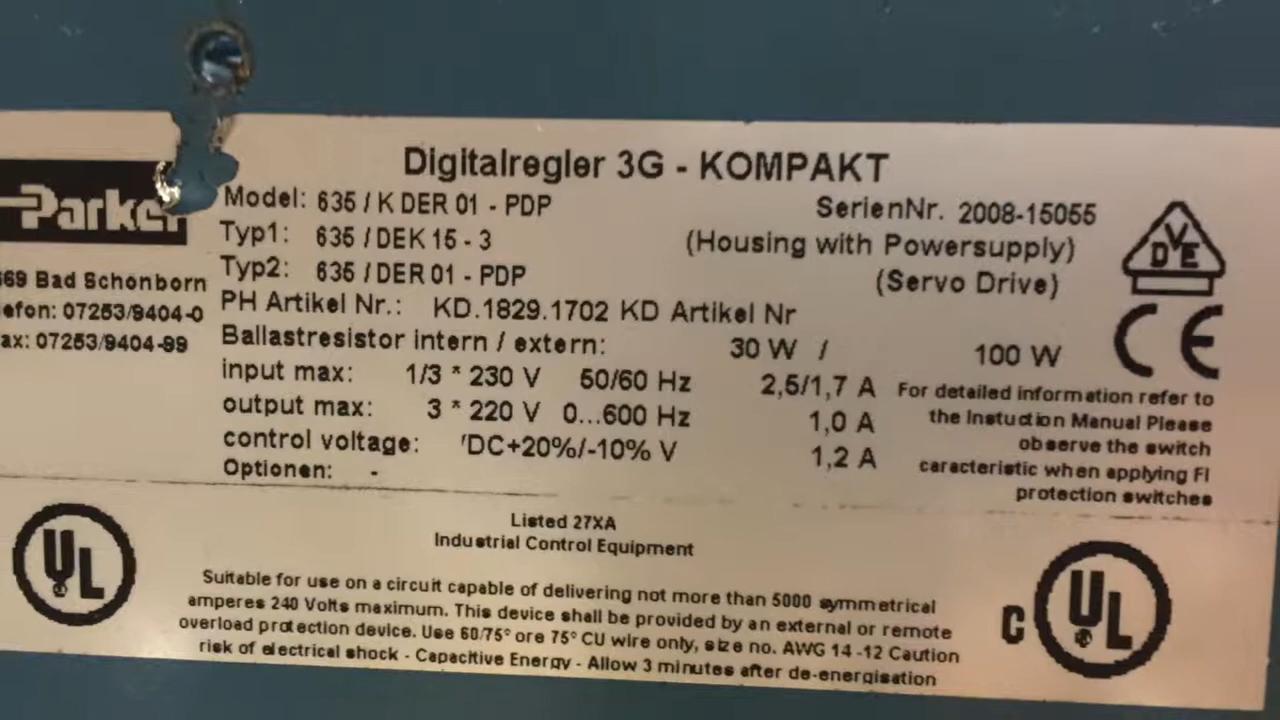 Digitalregler 3G - KOMPAKT
Parker
Model: 635 / K DER 01 - PDP
SerienNr. 2008-15055
Typ1: 635 / DEK 15 - 3
(Housing with Powersupply)
Typ2: 635 / DER 01 - PDP
(Servo Drive)
69 Bad Schönborn
efon: 07253/9404-0
ax: 07253/9404-99
PH Artikel Nr.: KD.1829.1702 KD Artikel Nr
Ballastresistor intern / extern: 30 W / 100 W
input max: 1/3 * 230 V 50/60 Hz 2,5/1,7 A
output max: 3 * 220 V 0...600 Hz 1,0 A
control voltage: 'DC+20%/-10% V 1,2 A
Optionen: -
DVE
CE
For detailed information refer to
the Instuction Manual Please
observe the switch
caracteristic when applying FI
protection switches
UL
Listed 27XA
Industrial Control Equipment
Suitable for use on a circuit capable of delivering not more than 5000 symmetrical
amperes 240 Volts maximum. This device shall be provided by an external or remote
overload protection device. Use 60/75° ore 75° CU wire only, size no. AWG 14 -12 Caution
risk of electrical shock - Capacitive Energy - Allow 3 minutes after de-energisation
C UL